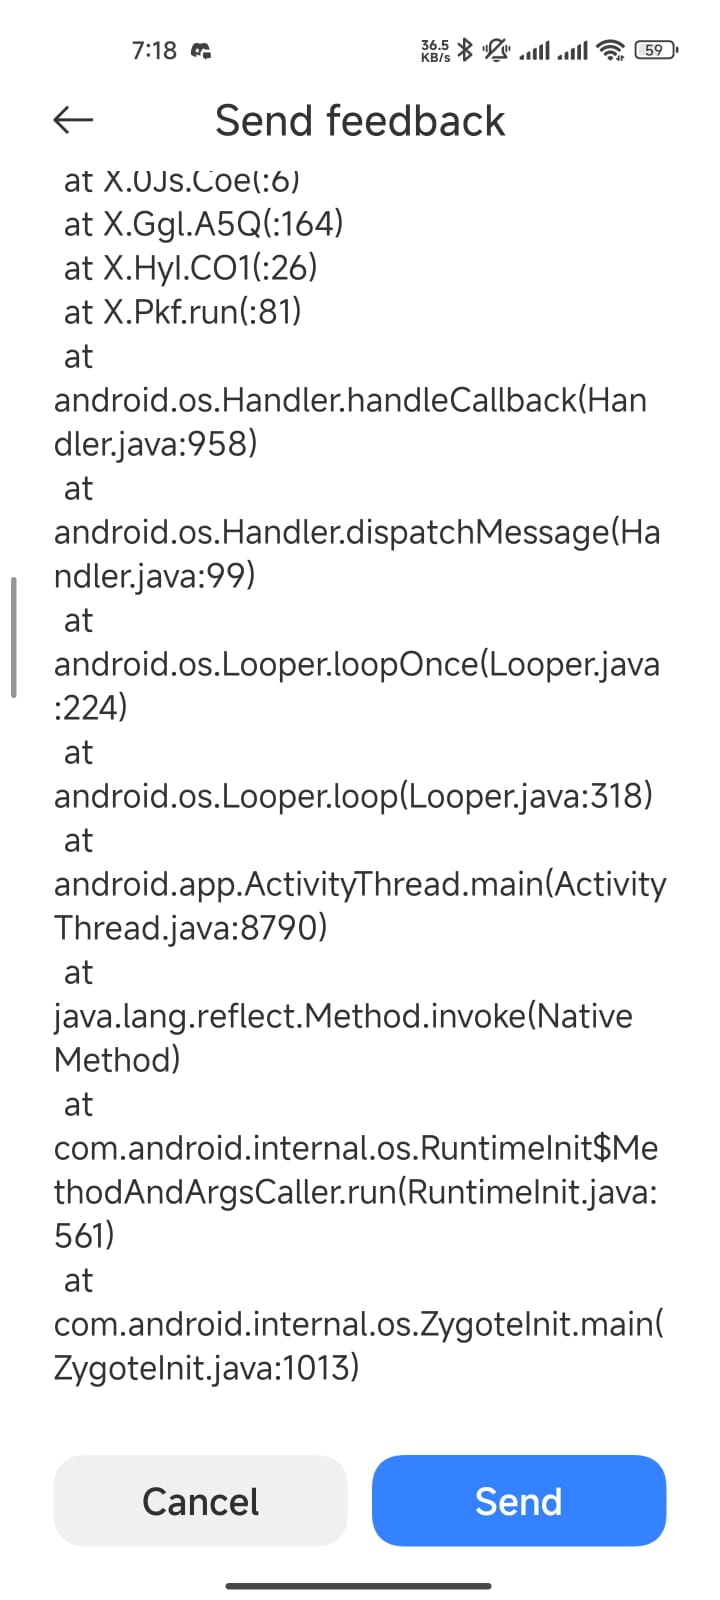 7:18
36.5
KB/s
59
Send feedback
at X.0Js.Coe(:6)
at X.Ggl.A5Q(:164)
at X.Hyl.CO1(:26)
at X.Pkf.run(:81)
at
android.os.Handler.handleCallback(Han
dler.java:958)
at
android.os.Handler.dispatchMessage(Ha
ndler.java:99)
at
android.os.Looper.loopOnce(Looper.java
:224)
at
android.os.Looper.loop(Looper.java:318)
at
android.app.ActivityThread.main(Activity
Thread.java:8790)
at
java.lang.reflect.Method.invoke(Native
Method)
at
com.android.internal.os.RuntimeInit$Me
thodAndArgsCaller.run(RuntimeInit.java:
561)
at
com.android.internal.os.ZygoteInit.main(
ZygoteInit.java:1013)
Cancel
Send